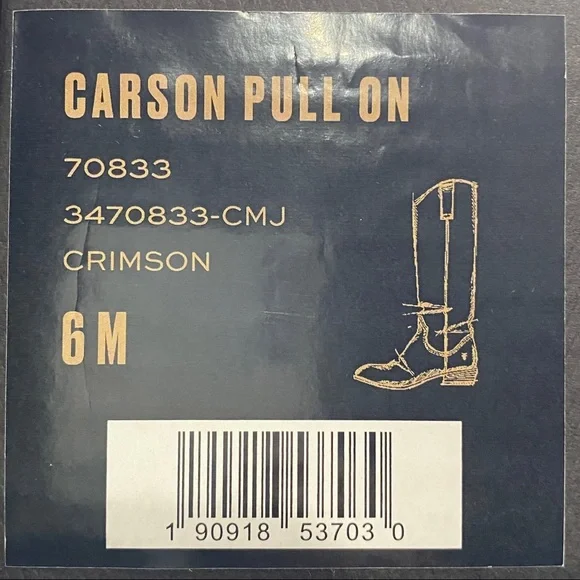 CARSON PULL ON
70833
3470833-CMJ
CRIMSON
6 M
1 90918 53703 0